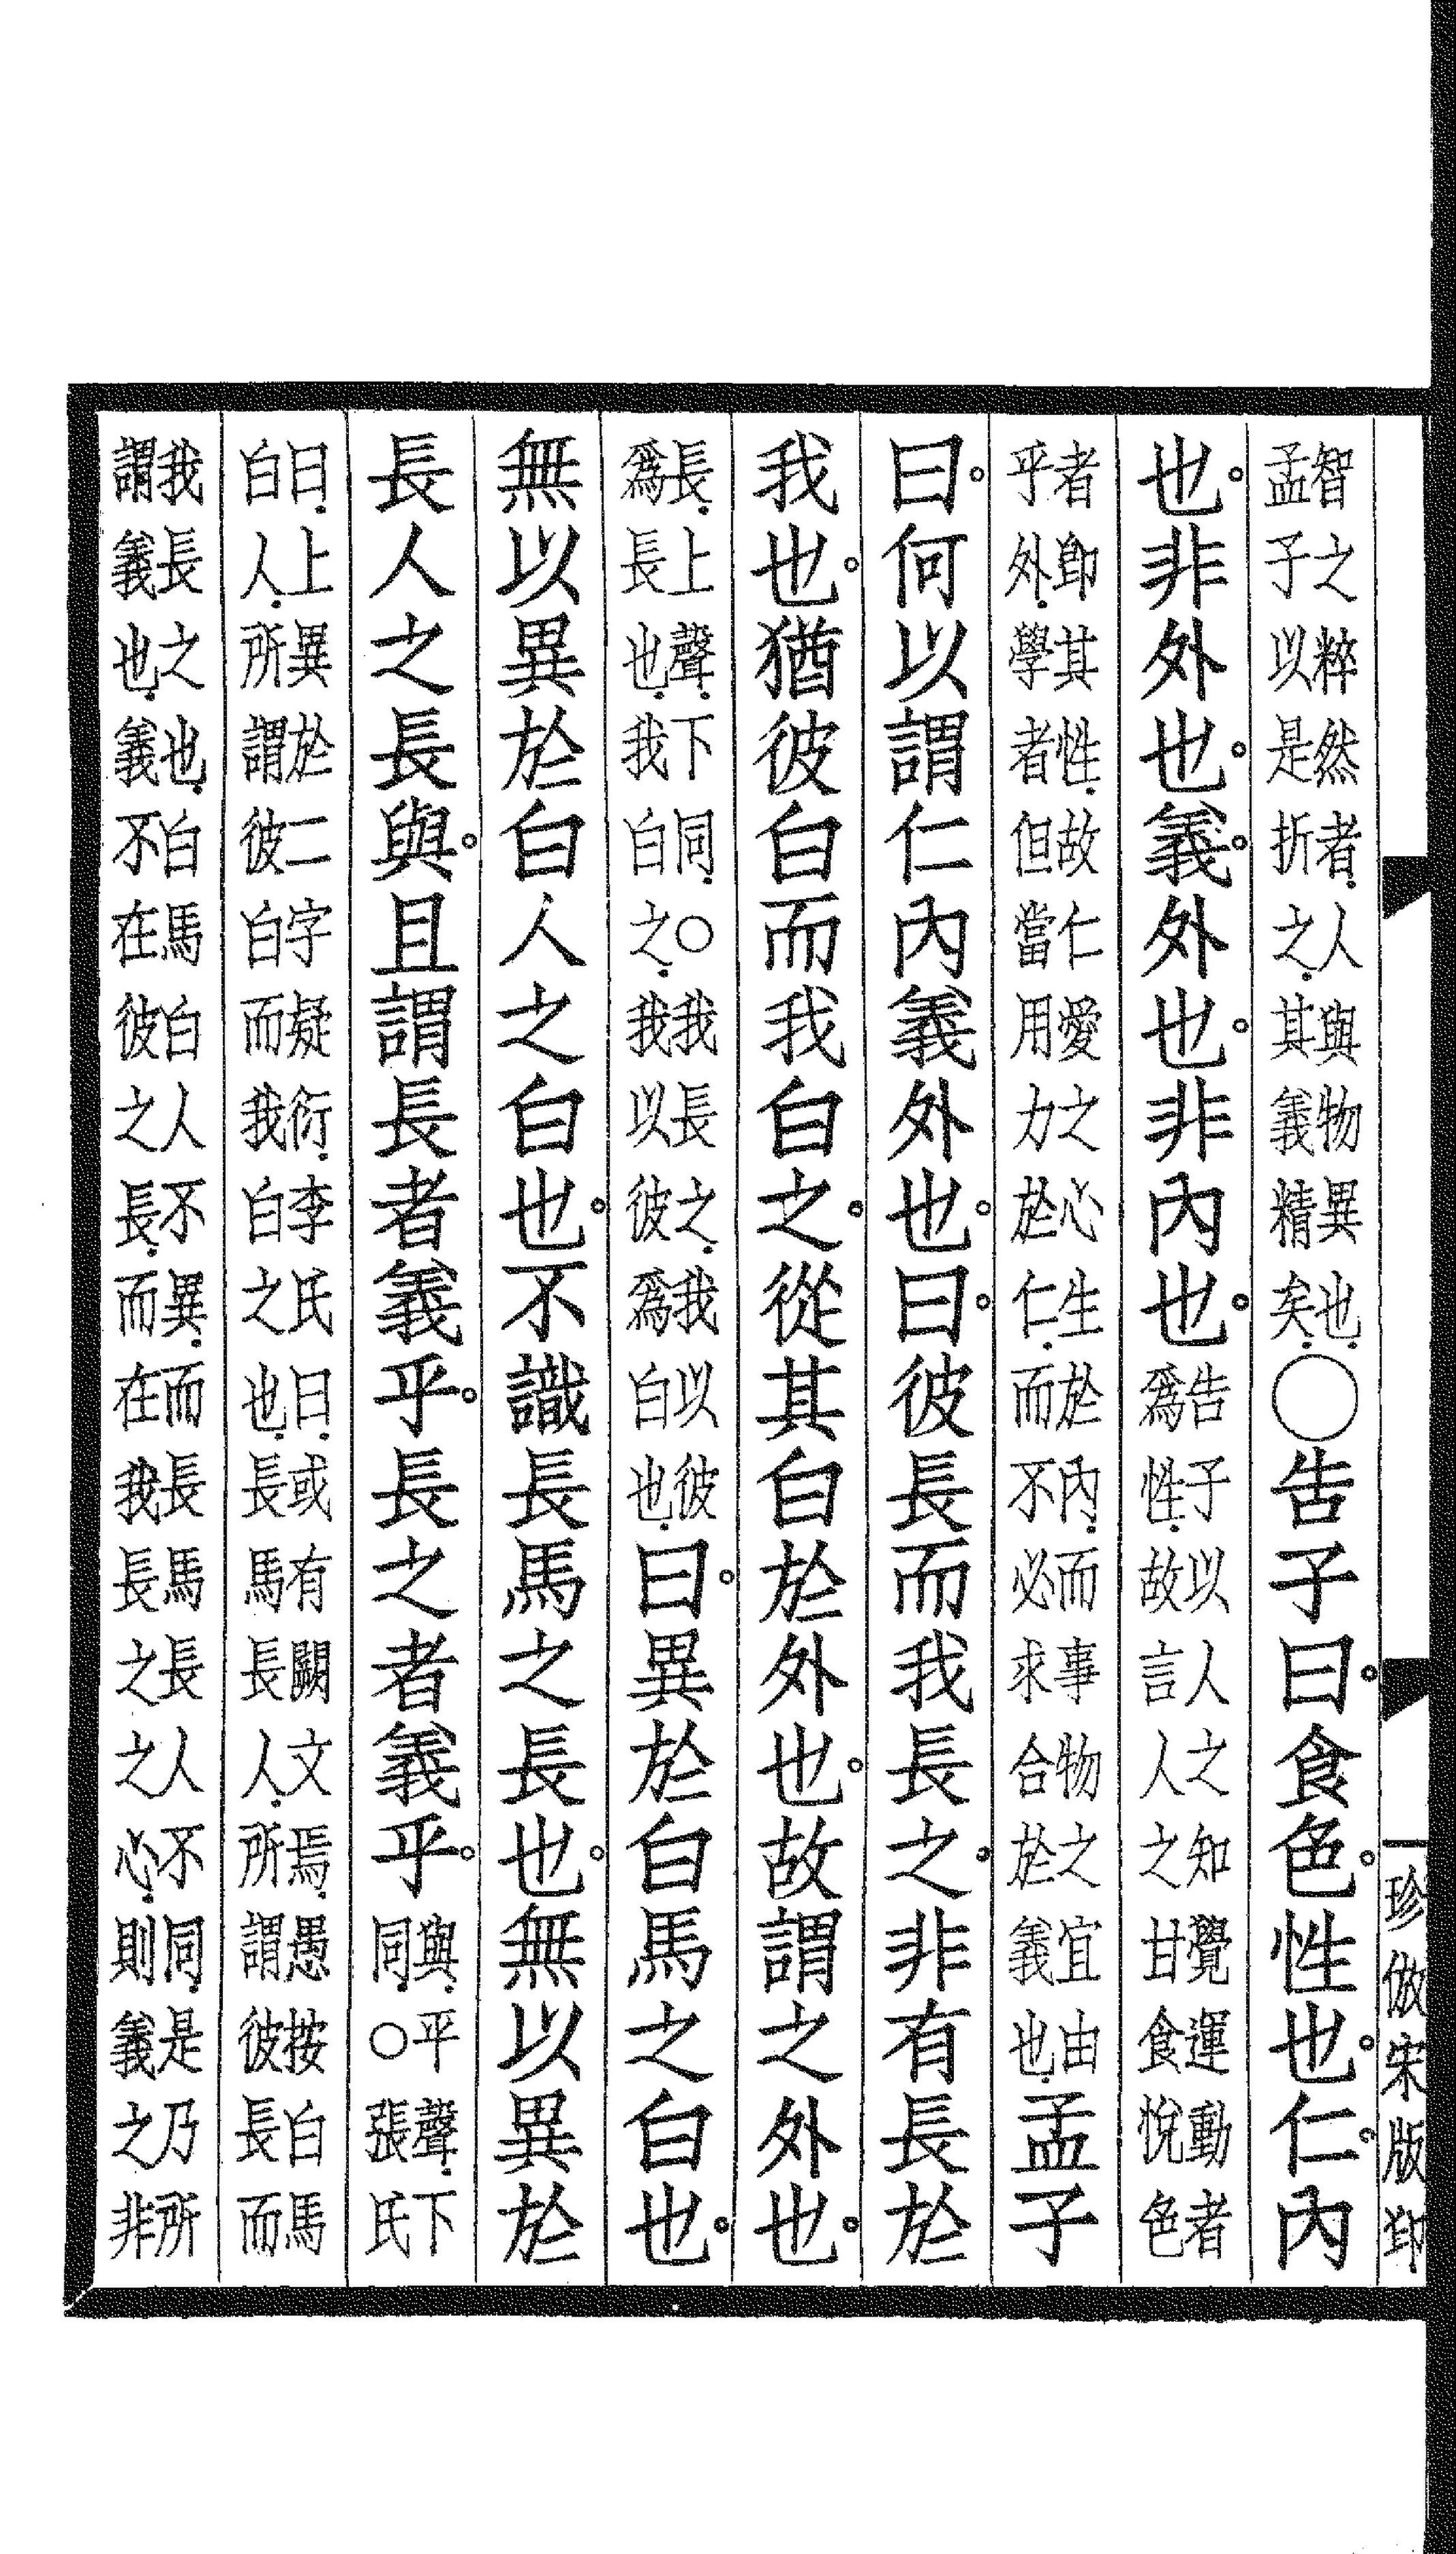 珍倣宋版印
智之粹然者、人與物異也、孟子以是折之、其義精矣、○告子曰。食色。性也。仁。內
也。非外也。義。外也。非內也。告子以人之知覺運動者爲性、故言人之甘食悅色
者卽其性、故仁愛之心生於內、而事物之宜由乎外、學者但當用力於仁、而不必求合於義也、孟子
曰。何以謂仁內義外也。曰。彼長而我長之。非有長於
我也。猶彼白而我白之。從其白於外也。故謂之外也。
長、上聲、下同、○我長之、我以彼爲長也、我白之、我以彼爲白也、曰。異於白馬之白也。
無以異於白人之白也。不識長馬之長也。無以異於
長人之長與。且謂長者義乎。長之者義乎。與、平聲、下同、○張氏
曰、上異於二字疑衍、李氏曰、或有闕文焉、愚按白馬白人、所謂彼白而我白之也、長馬長人、所謂彼長而
我長之也、白馬白人不異、而長馬長人不同、是乃所謂義也、義不在彼之長、而在我長之之心、則義之非